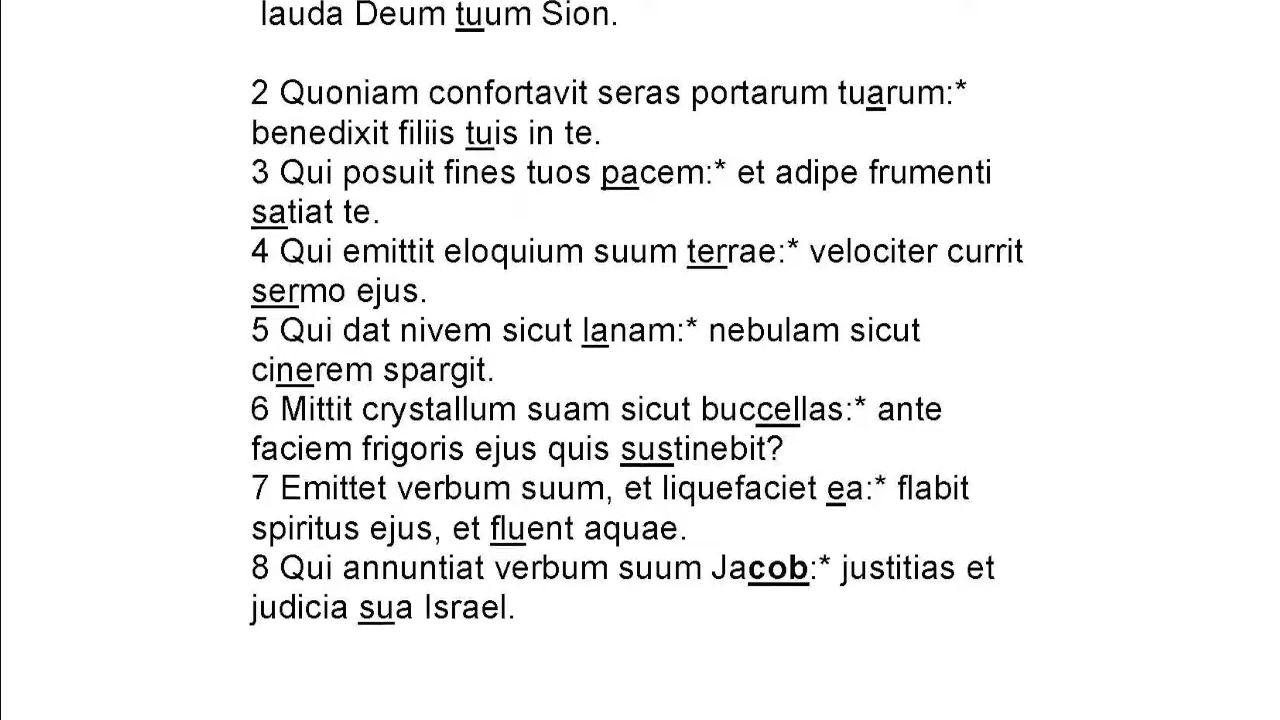 lauda Deum tuum Sion.
2 Quoniam confortavit seras portarum tuarum:*
benedixit filiis tuis in te.
3 Qui posuit fines tuos pacem:* et adipe frumenti
satiat te.
4 Qui emittit eloquium suum terrae:* velociter currit
sermo ejus.
5 Qui dat nivem sicut lanam:* nebulam sicut
cinerem spargit.
6 Mittit crystallum suam sicut buccellas:* ante
faciem frigoris ejus quis sustinebit?
7 Emittet verbum suum, et liquefaciet ea:* flabit
spiritus ejus, et fluent aquae.
8 Qui annuntiat verbum suum Jacob:* justitias et
judicia sua Israel.